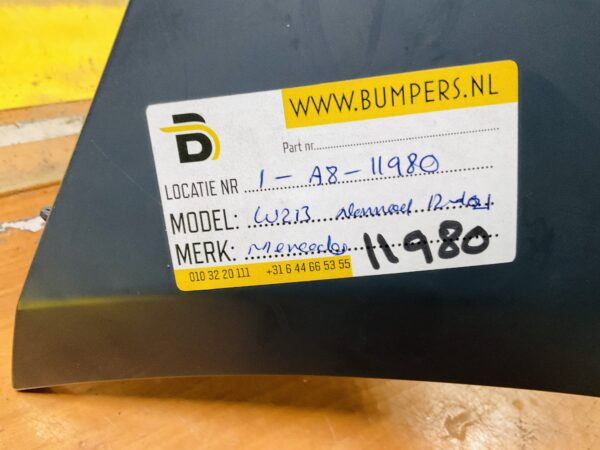 WWW.BUMPERS.NL
Part nr.
LOCATIE NR 1 - A8 - 11980
MODEL: W213
MERK: Mercedes 11980
010 32 20 111 +31 6 44 66 53 55